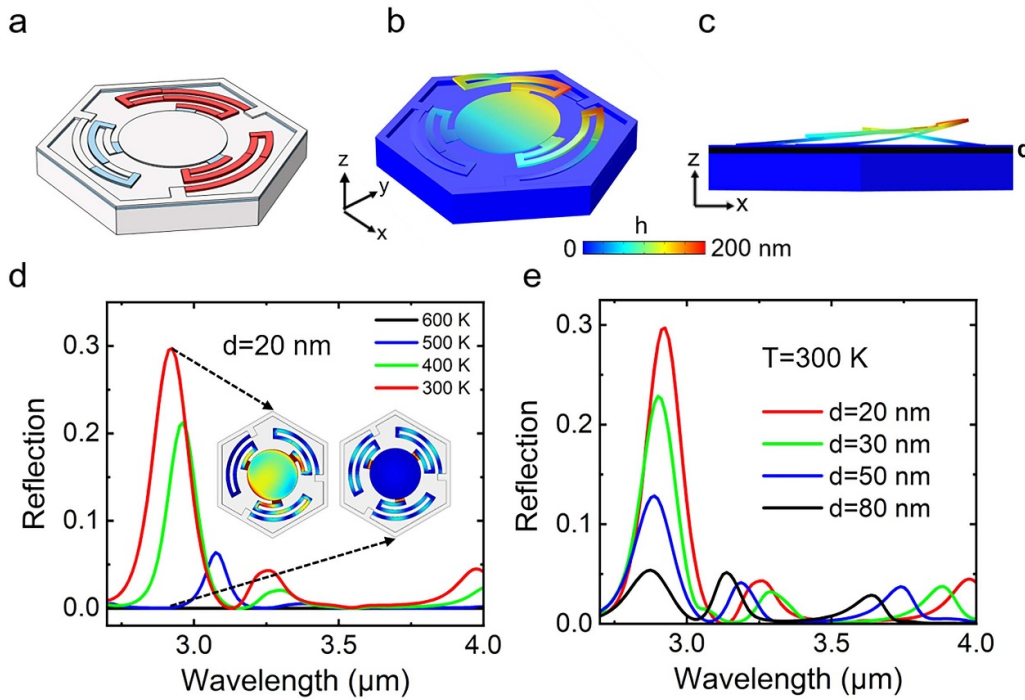 a
b
c
z
y
x
z
x
d
h
0
200 nm
d
d=20 nm
600 K
500 K
400 K
300 K
Reflection
0.3
0.2
0.1
0.0
3.0
3.5
4.0
Wavelength (μm)
e
T=300 K
d=20 nm
d=30 nm
d=50 nm
d=80 nm
Reflection
0.3
0.2
0.1
0.0
3.0
3.5
4.0
Wavelength (μm)